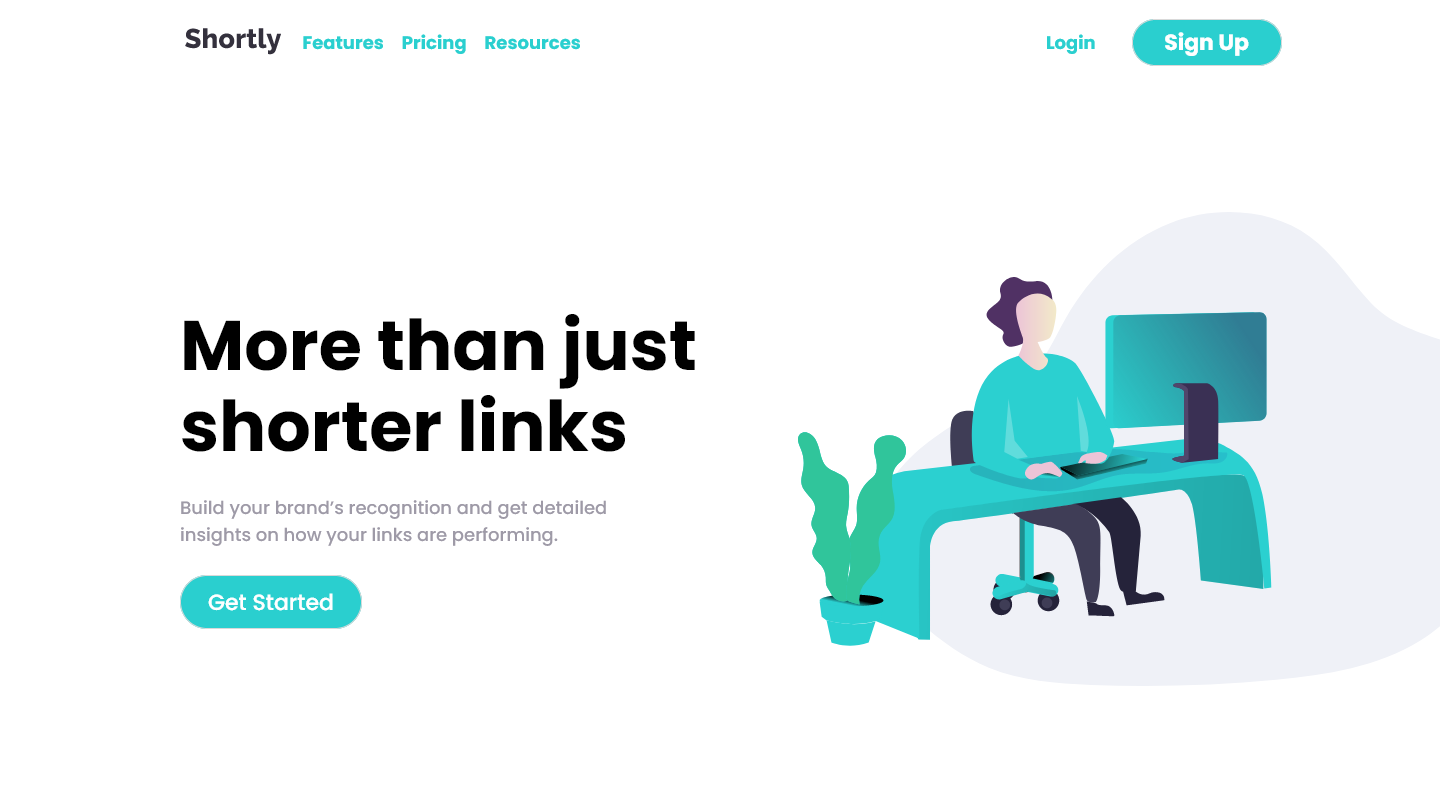 Shortly Features Pricing Resources Login Sign Up
More than just
shorter links
Build your brand’s recognition and get detailed
insights on how your links are performing.
Get Started